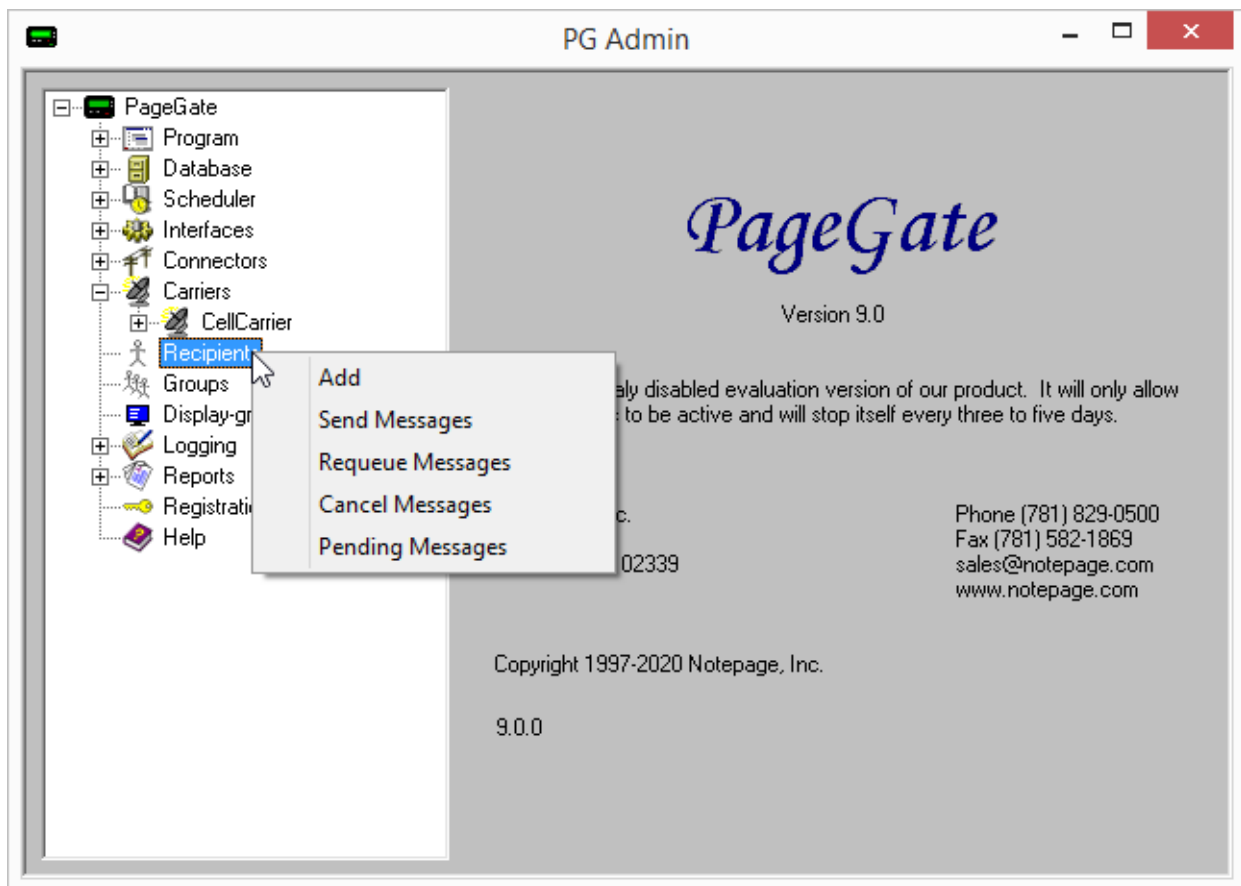 PG Admin
PageGate
Program
Database
Scheduler
Interfaces
Connectors
Carriers
CellCarrier
Recipient
Groups
Display-gr
Logging
Reports
Registrati
Help
Add
Send Messages
Requeue Messages
Cancel Messages
Pending Messages
PageGate
Version 9.0
aly disabled evaluation version of our product. It will only allow
to be active and will stop itself every three to five days.
c.
02339
Phone (781) 829-0500
Fax (781) 582-1869
sales@notepage.com
www.notepage.com
Copyright 1997-2020 Notepage, Inc.
9.0.0